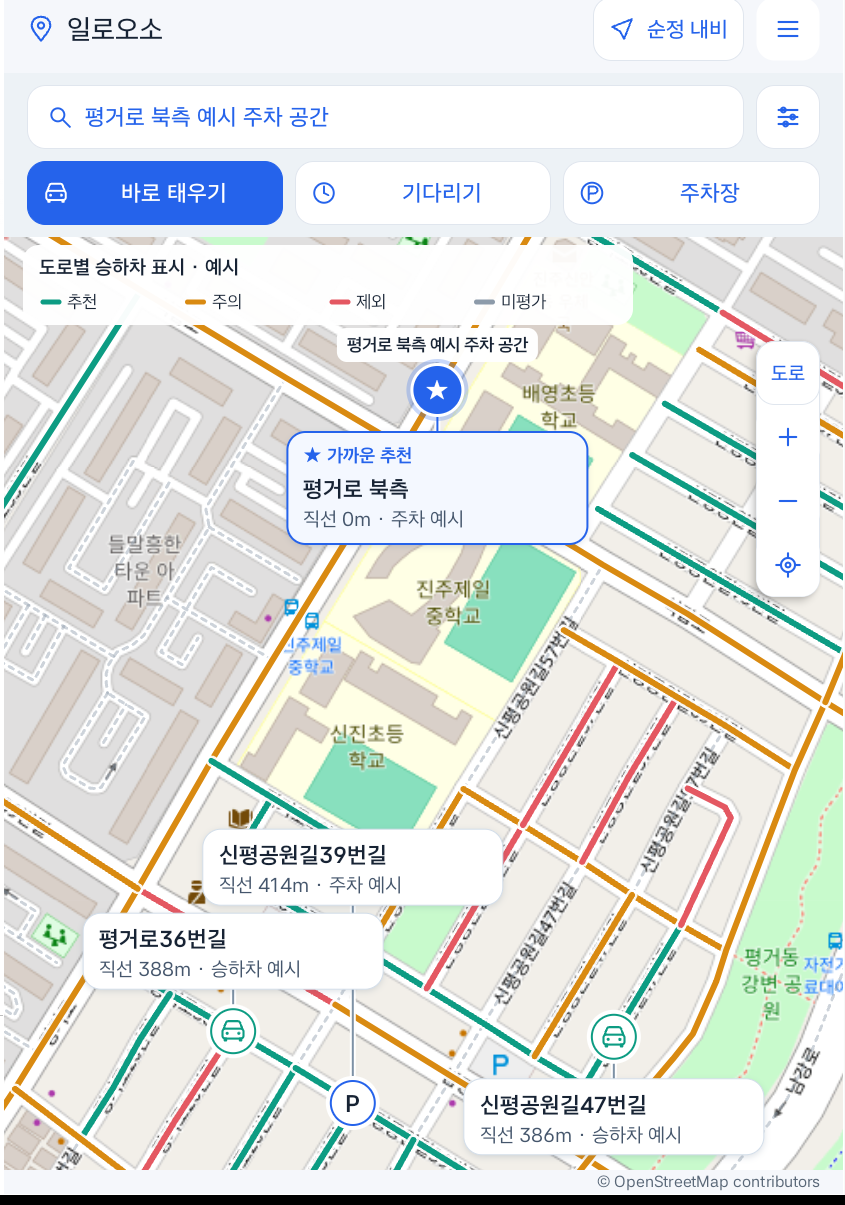 일로오소
순정 내비
평거로 북측 예시 주차 공간
바로 태우기
기다리기
주차장
도로별 승하차 표시 · 예시
추천
주의
제외
미평가
평거로 북측 예시 주차 공간
도로
배영초등
학교
★ 가까운 추천
평거로 북측
직선 0m · 주차 예시
들말흥한
타운 아
파트
진주제일
중학교
진주제일
중학교
신평공원길57번길
신진초등
학교
신평공원길39번길
직선 414m · 주차 예시
평거로36번길
직선 388m · 승하차 예시
신평공원길47번길
평거동
강변 공
원
남강로
P
P
신평공원길47번길
직선 386m · 승하차 예시
© OpenStreetMap contributors